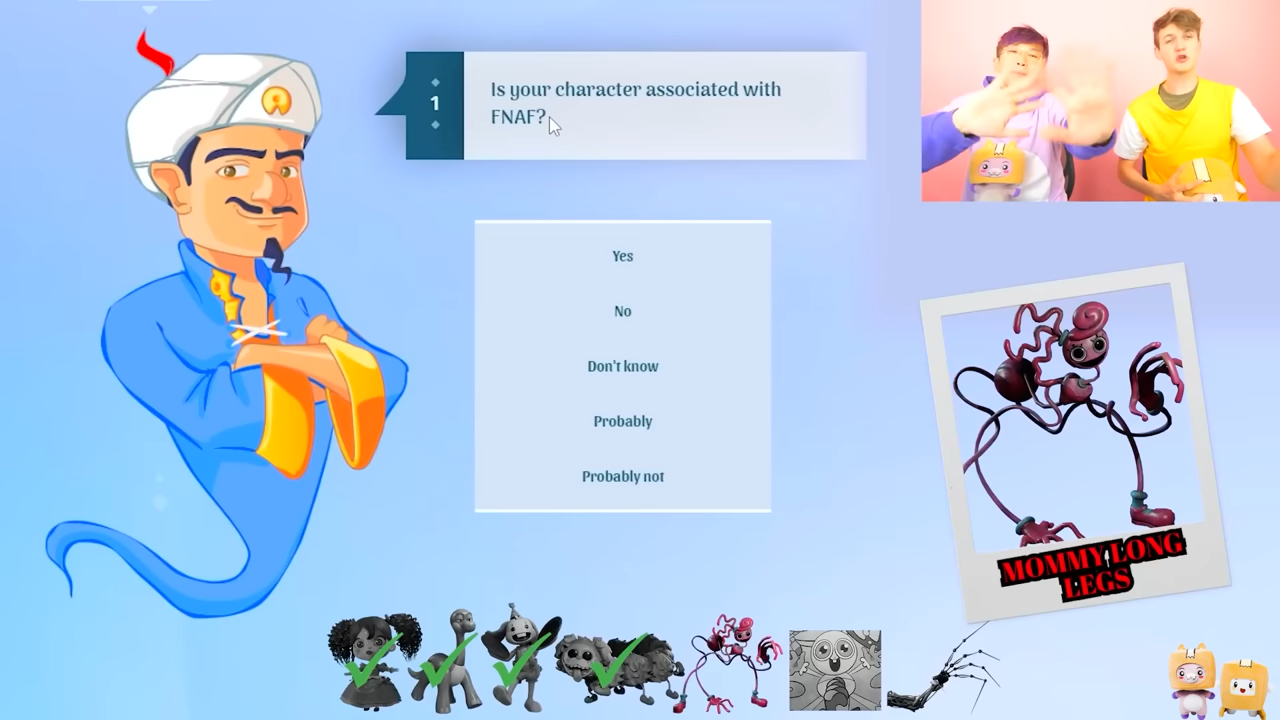 1
Is your character associated with
FNAF?
Yes
No
Don't know
Probably
Probably not
MOMMY LONG
LEGS